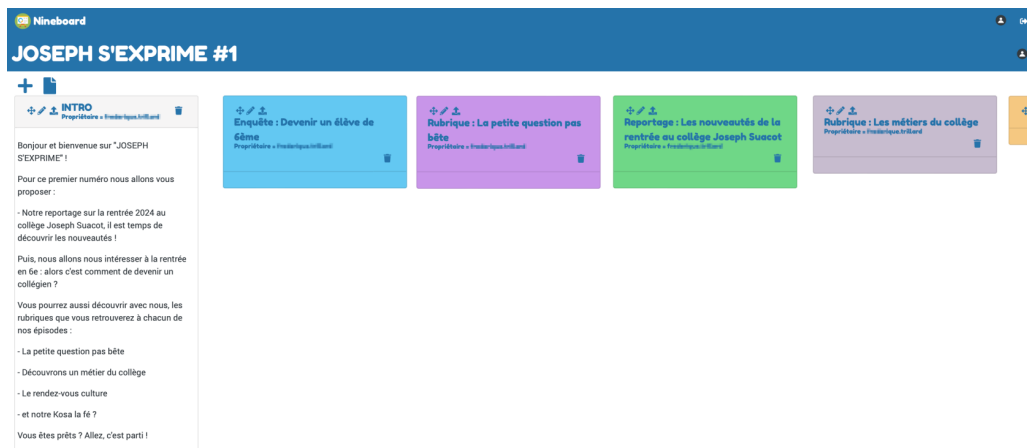 Nineboard
JOSEPH S'EXPRIME #1
INTRO
Propriétaire =
Bonjour et bienvenue sur "JOSEPH
S'EXPRIME" !
Pour ce premier numéro nous allons vous
proposer :
- Notre reportage sur la rentrée 2024 au
collège Joseph Suacot, il est temps de
découvrir les nouveautés !
Puis, nous allons nous intéresser à la rentrée
en 6e : alors c'est comment de devenir un
collégien ?
Vous pourrez aussi découvrir avec nous, les
rubriques que vous retrouverez à chacun de
nos épisodes :
- La petite question pas bête
- Découvrons un métier du collège
- Le rendez-vous culture
- et notre Kosa la fé ?
Vous êtes prêts ? Allez, c'est parti !
Enquête : Devenir un élève de
6ème
Propriétaire =
Rubrique : La petite question pas
bête
Propriétaire =
Reportage : Les nouveautés de la
rentrée au collège Joseph Suacot
Propriétaire =
Rubrique : Les métiers du collège
Propriétaire =